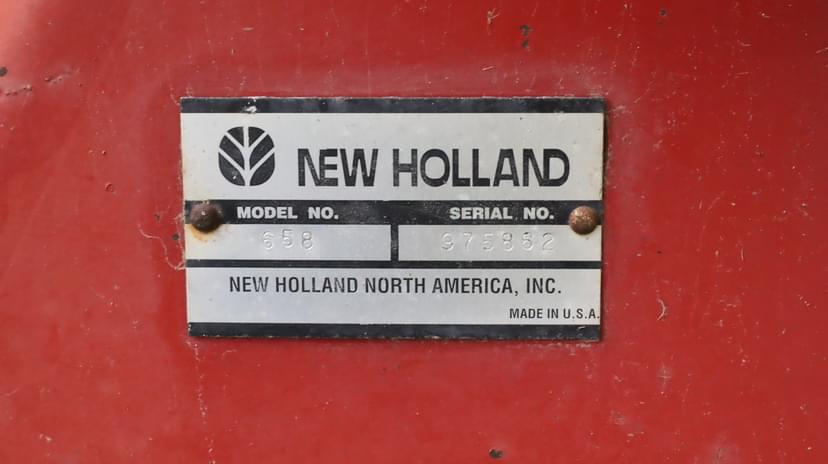 NEW HOLLAND
MODEL NO. SERIAL NO.
658 975862
NEW HOLLAND NORTH AMERICA, INC.
MADE IN U.S.A.